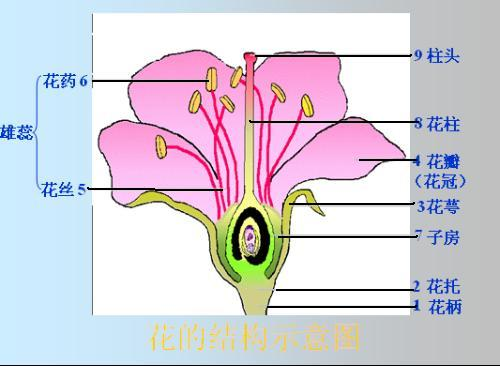 9 柱头
花药 6
8 花柱
雄蕊
4 花瓣
（花冠）
花丝 5
3 花萼
7 子房
2 花托
1 花柄
花的结构示意图